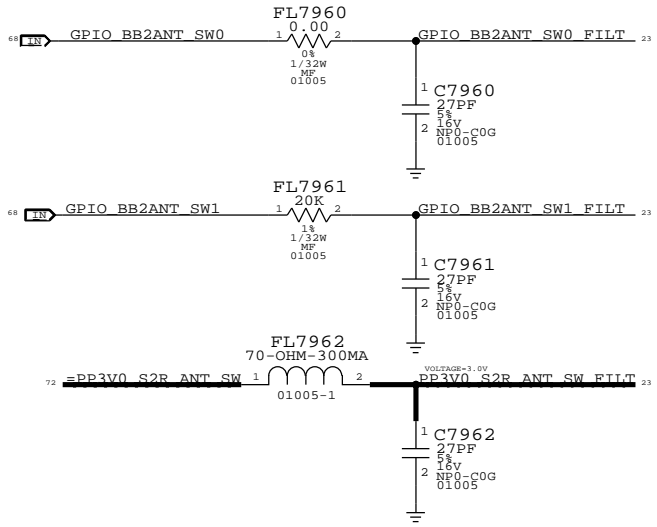 FL7960
68 IN GPIO_BB2ANT_SW0 1 0.00 2 GPIO_BB2ANT_SW0_FILT 23
0%
1/32W
MF
01005
1 C7960
27PF
5%
16V
2 NP0-C0G
01005
FL7961
68 IN GPIO_BB2ANT_SW1 1 20K 2 GPIO_BB2ANT_SW1_FILT 23
1%
1/32W
MF
01005
1 C7961
27PF
5%
16V
2 NP0-C0G
01005
FL7962
70-OHM-300MA
VOLTAGE=3.0V
72 =PP3V0_S2R_ANT_SW 1 2 PP3V0_S2R_ANT_SW_FILT 23
01005-1
1 C7962
27PF
5%
16V
2 NP0-C0G
01005